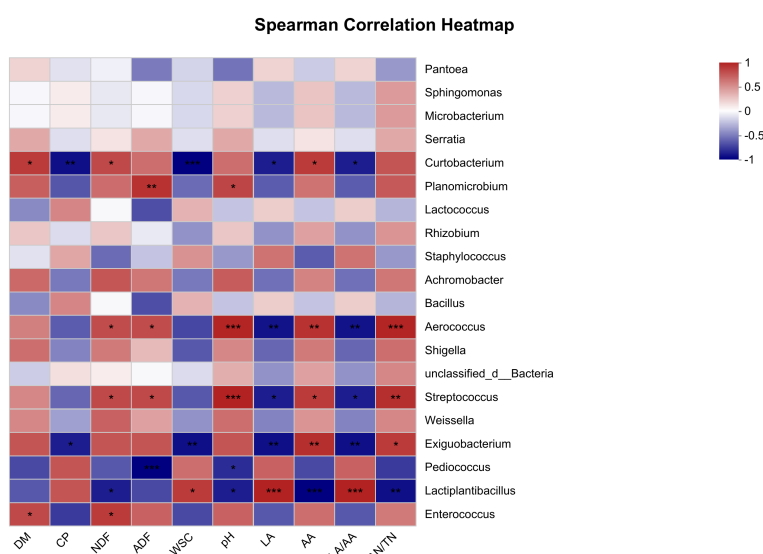 Spearman Correlation Heatmap
Pantoea
Sphingomonas
Microbacterium
Serratia
* ** * *** * * * Curtobacterium
** * Planomicrobium
Lactococcus
Rhizobium
Staphylococcus
Achromobacter
Bacillus
* * *** ** ** ** *** Aerococcus
Shigella
unclassified_d__Bacteria
* * *** * * * ** Streptococcus
Weissella
* ** ** ** ** * Exiguobacterium
*** * Pediococcus
* * * *** *** *** ** Lactiplantibacillus
* * Enterococcus
DM CP NDF ADF WSC pH LA AA
1
0.5
0
-0.5
-1